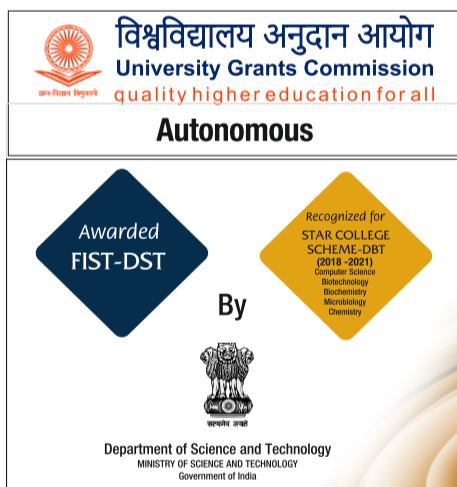 विश्वविद्यालय अनुदान आयोग
University Grants Commission
quality higher education for all
ज्ञान-विज्ञान विमुक्तये
Autonomous
Awarded
FIST-DST
Recognized for
STAR COLLEGE
SCHEME-DBT
(2018 -2021)
Computer Science
Biotechnology
Biochemistry
Microbiology
Chemistry
By
सत्यमेव जयते
Department of Science and Technology
MINISTRY OF SCIENCE AND TECHNOLOGY
Government of India